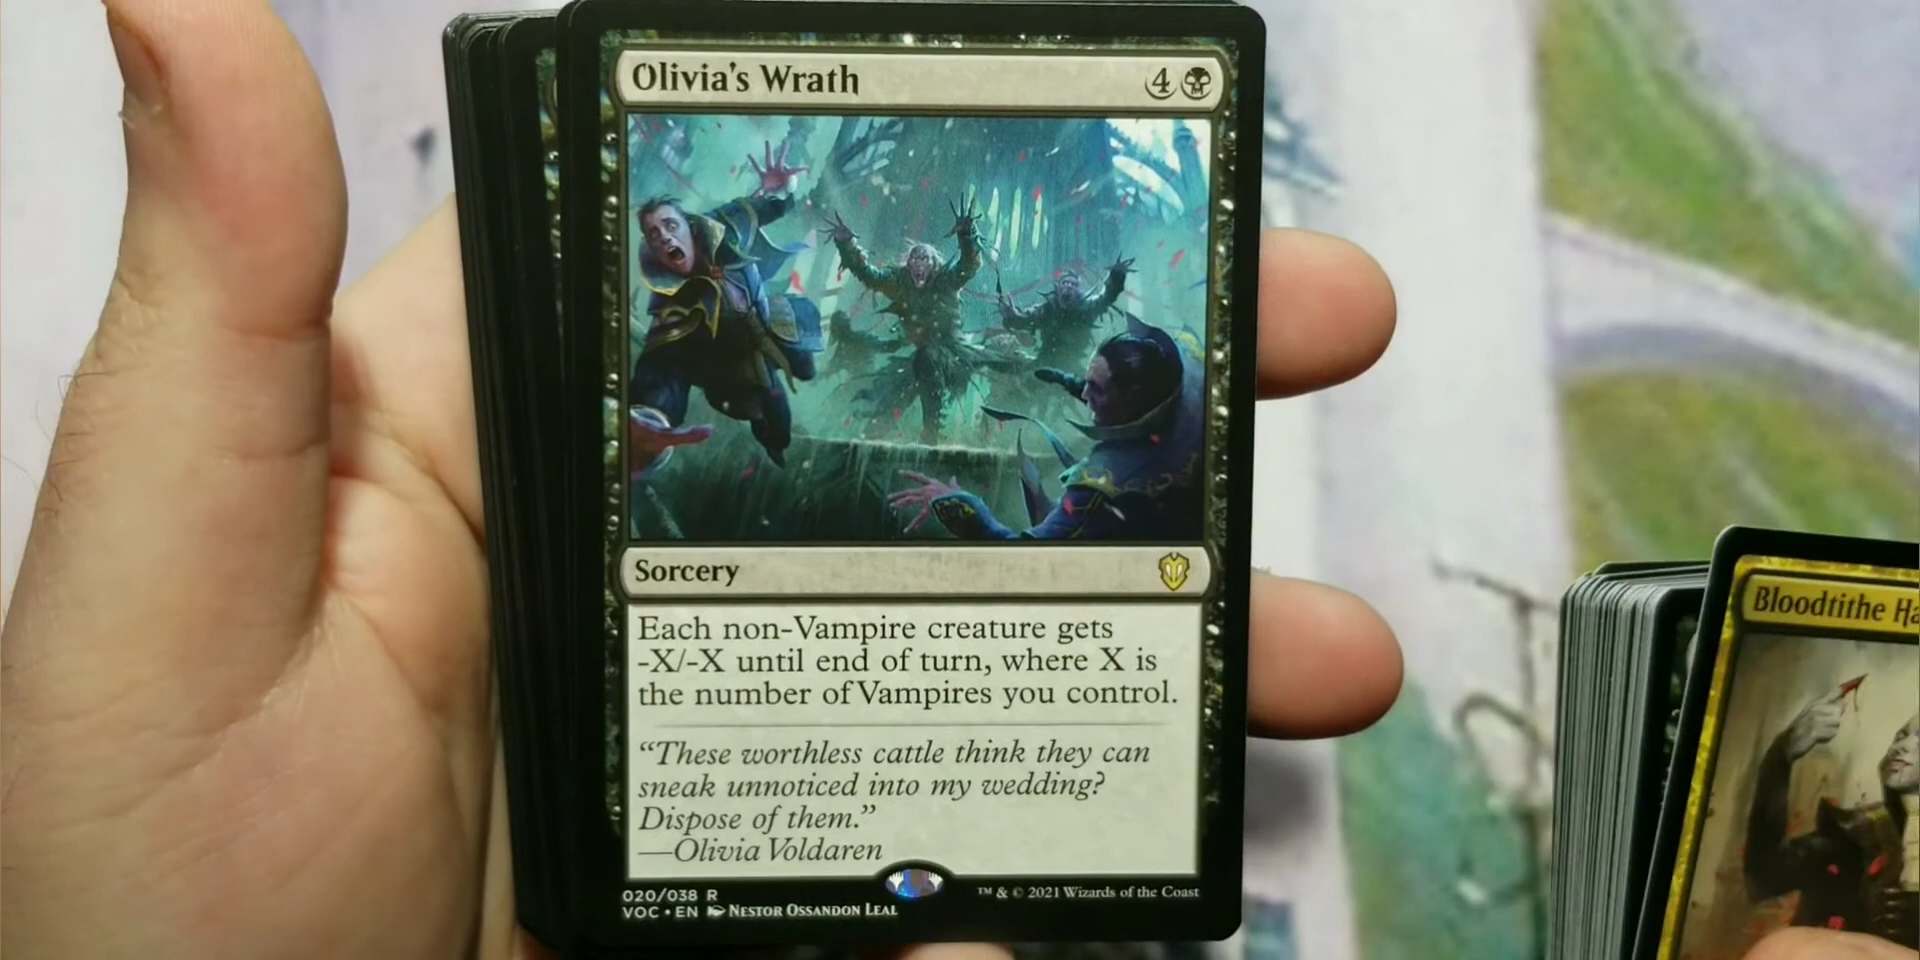 Olivia's Wrath 4
Sorcery
Each non-Vampire creature gets
-X/-X until end of turn, where X is
the number of Vampires you control.
“These worthless cattle think they can
sneak unnoticed into my wedding?
Dispose of them.”
—Olivia Voldaren
020/038 R
VOC • EN NESTOR OSSANDON LEAL
™ & © 2021 Wizards of the Coast
Bloodtithe Ha